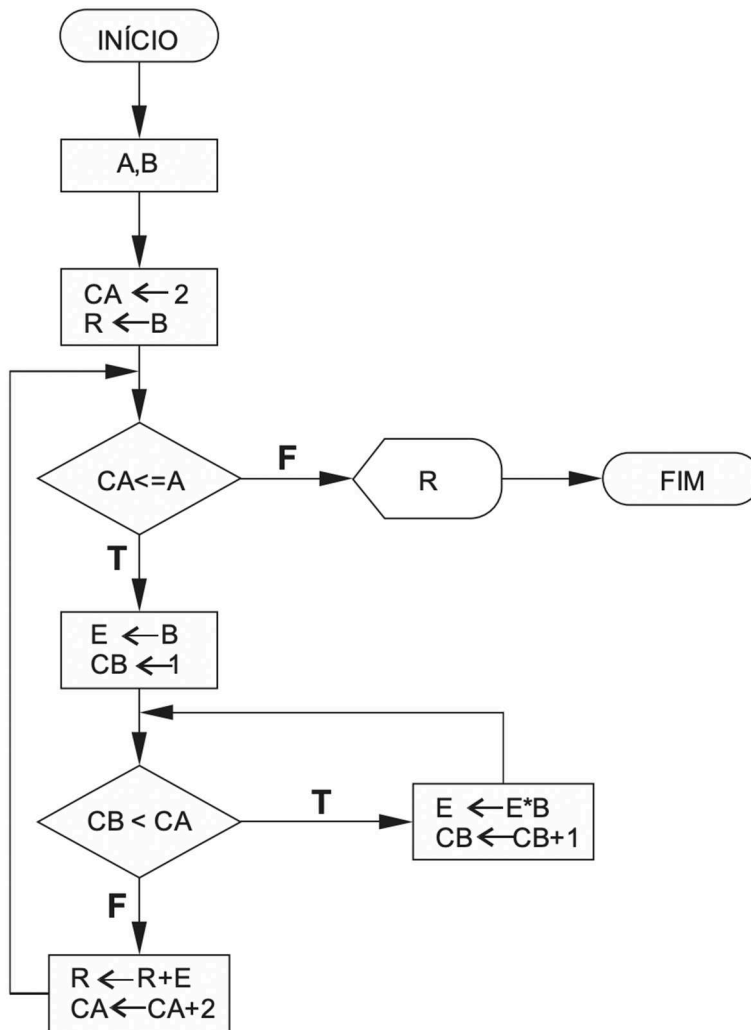 INÍCIO
A,B
CA ← 2
R ← B
CA<=A
F
R
FIM
T
E ← B
CB ← 1
CB < CA
T
E ← E*B
CB ← CB+1
F
R ← R+E
CA ← CA+2